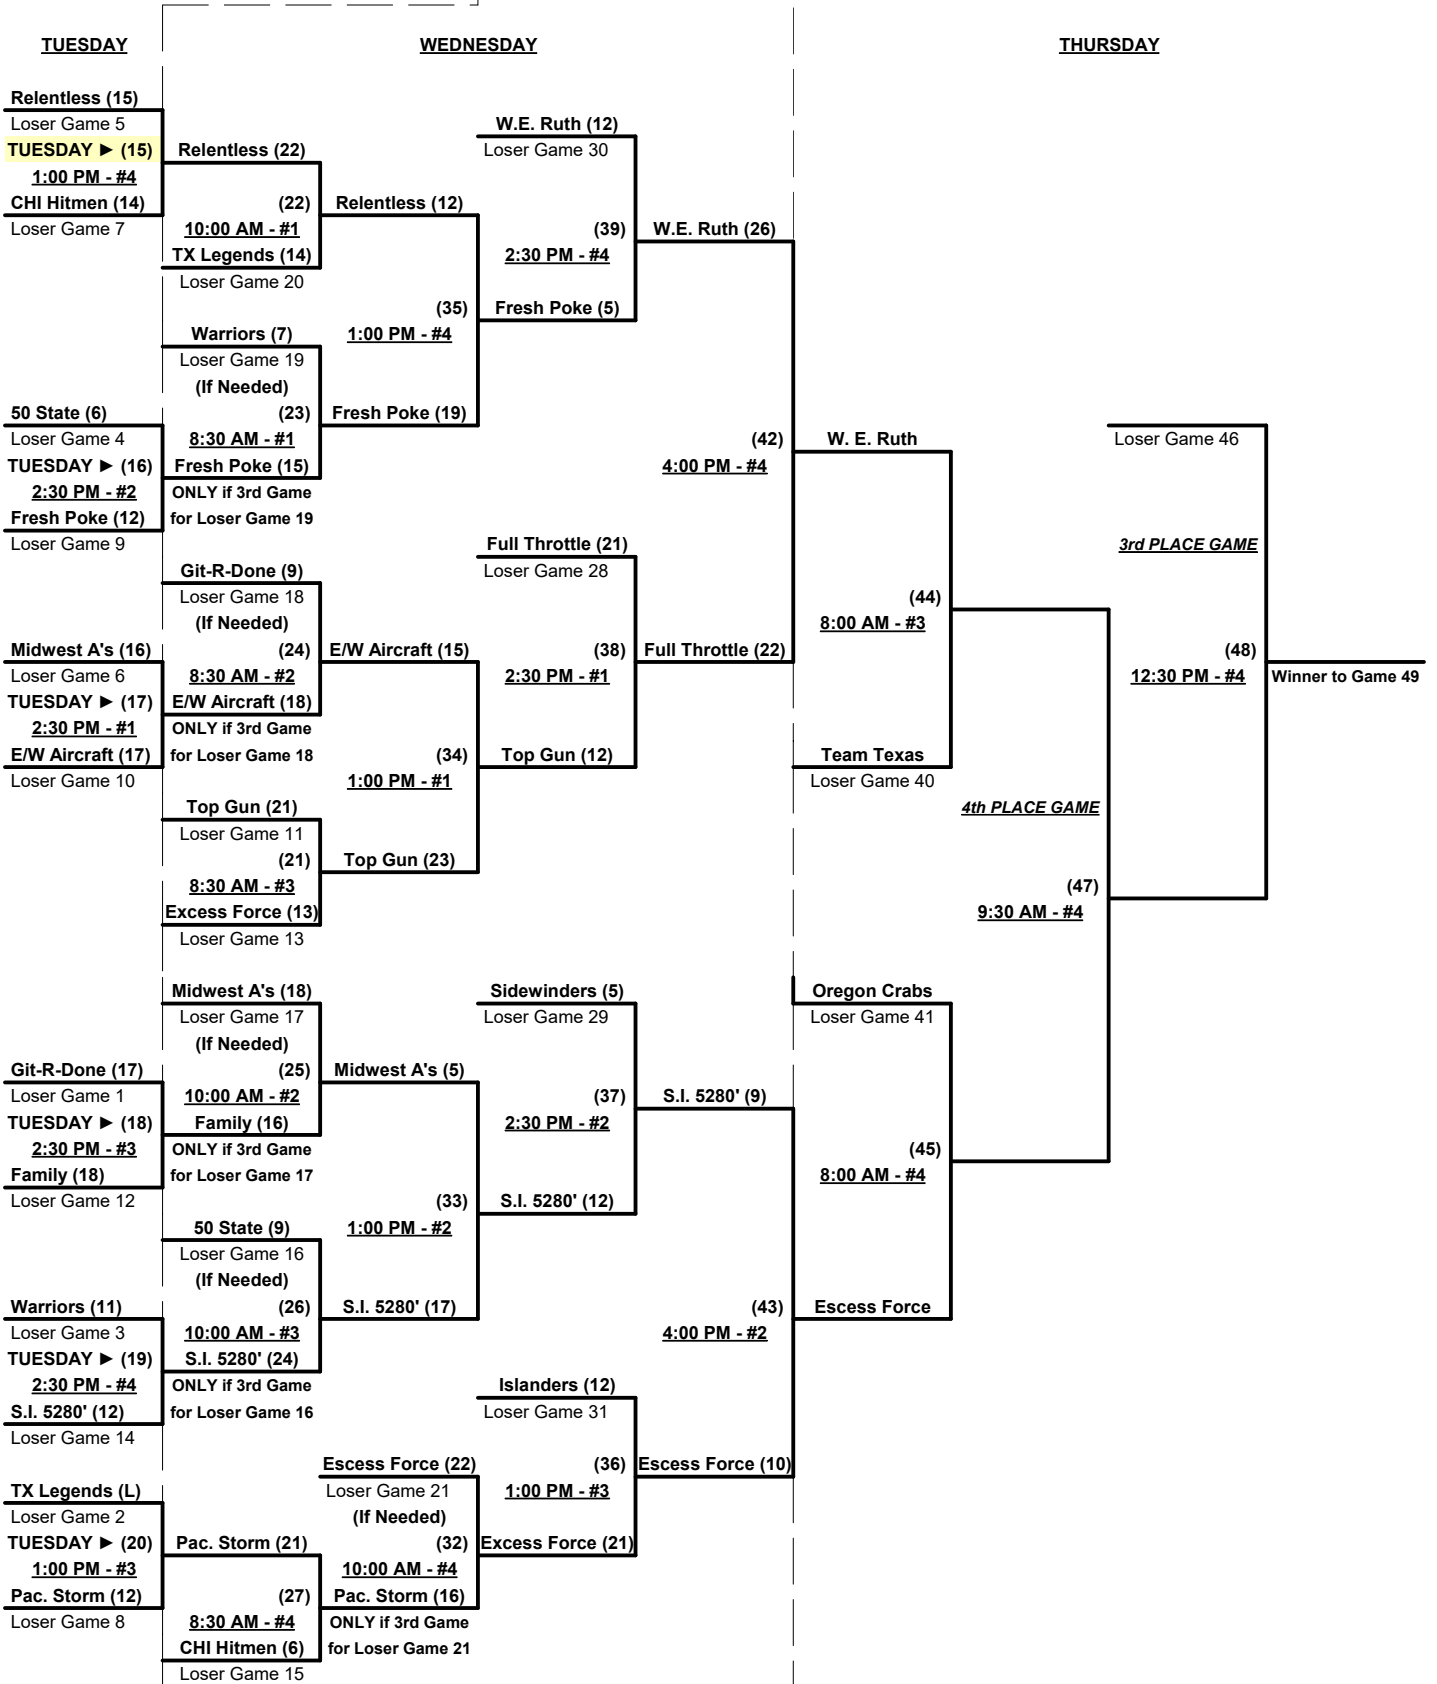 TUESDAY
WEDNESDAY
THURSDAY
Relentless (15)
Loser Game 5
TUESDAY ► (15)
1:00 PM - #4
CHI Hitmen (14)
Loser Game 7
50 State (6)
Loser Game 4
TUESDAY ► (16)
2:30 PM - #2
Fresh Poke (12)
Loser Game 9
Midwest A's (16)
Loser Game 6
TUESDAY ► (17)
2:30 PM - #1
E/W Aircraft (17)
Loser Game 10
Git-R-Done (17)
Loser Game 1
TUESDAY ► (18)
2:30 PM - #3
Family (18)
Loser Game 12
Warriors (11)
Loser Game 3
TUESDAY ► (19)
2:30 PM - #4
S.I. 5280' (12)
Loser Game 14
TX Legends (L)
Loser Game 2
TUESDAY ► (20)
1:00 PM - #3
Pac. Storm (12)
Loser Game 8
Relentless (22)
(22)
10:00 AM - #1
TX Legends (14)
Loser Game 20
Warriors (7)
Loser Game 19
(If Needed)
(23)
8:30 AM - #1
Fresh Poke (15)
ONLY if 3rd Game
for Loser Game 19
Git-R-Done (9)
Loser Game 18
(If Needed)
(24)
8:30 AM - #2
E/W Aircraft (18)
ONLY if 3rd Game
for Loser Game 18
Top Gun (21)
Loser Game 11
(21)
8:30 AM - #3
Excess Force (13)
Loser Game 13
Midwest A's (18)
Loser Game 17
(If Needed)
(25)
10:00 AM - #2
Family (16)
ONLY if 3rd Game
for Loser Game 17
50 State (9)
Loser Game 16
(If Needed)
(26)
10:00 AM - #3
S.I. 5280' (24)
ONLY if 3rd Game
for Loser Game 16
Pac. Storm (21)
(27)
8:30 AM - #4
CHI Hitmen (6)
Loser Game 15
Relentless (12)
(35)
1:00 PM - #4
Fresh Poke (19)
E/W Aircraft (15)
(34)
1:00 PM - #1
Top Gun (23)
Midwest A's (5)
(33)
1:00 PM - #2
S.I. 5280' (17)
Escess Force (22)
Loser Game 21
(If Needed)
(32)
10:00 AM - #4
Pac. Storm (16)
ONLY if 3rd Game
for Loser Game 21
W.E. Ruth (12)
Loser Game 30
(39)
2:30 PM - #4
Fresh Poke (5)
Full Throttle (21)
Loser Game 28
(38)
2:30 PM - #1
Top Gun (12)
Sidewinders (5)
Loser Game 29
(37)
2:30 PM - #2
S.I. 5280' (12)
Islanders (12)
Loser Game 31
(36)
1:00 PM - #3
Excess Force (21)
W.E. Ruth (26)
(42)
4:00 PM - #4
Full Throttle (22)
S.I. 5280' (9)
(43)
4:00 PM - #2
Escess Force (10)
W. E. Ruth
(44)
8:00 AM - #3
Team Texas
Loser Game 40
Oregon Crabs
Loser Game 41
(45)
8:00 AM - #4
Escess Force
4th PLACE GAME
(47)
9:30 AM - #4
Loser Game 46
3rd PLACE GAME
(48)
12:30 PM - #4
Winner to Game 49